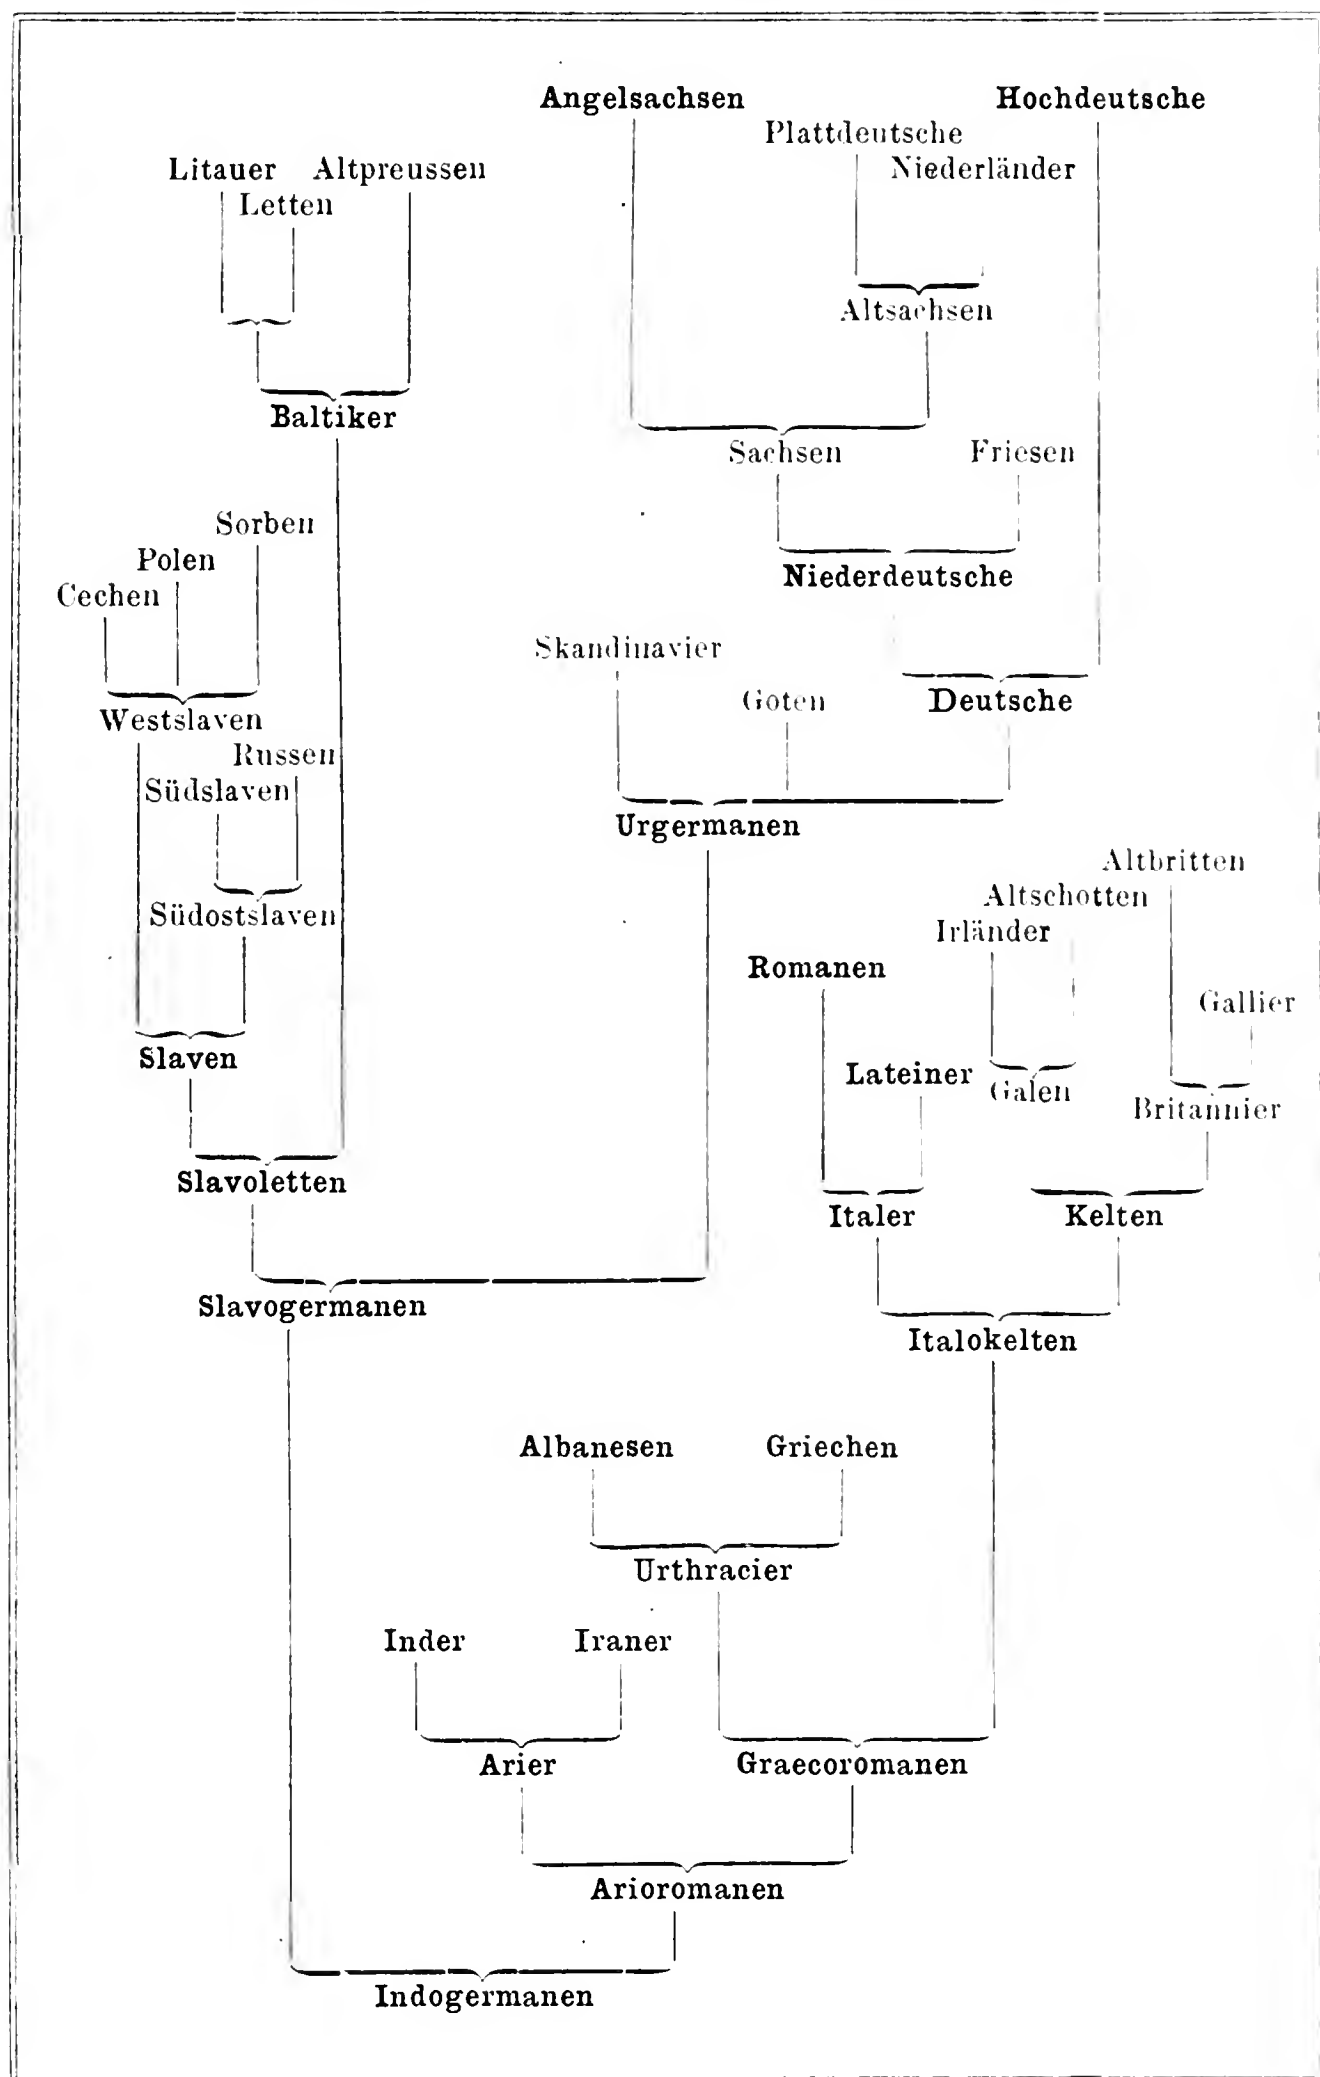 Angelsachsen Hochdeutsche
Plattdeutsche
Litauer Altpreussen Niederländer
Letten
Altsachsen
Baltiker
Sachsen Friesen
Sorben
Polen
Niederdeutsche
Cechen
Skandinavier
Goten Deutsche
Westslaven
Russen
Südslaven
Urgermanen
Altbritten
Altschotten
Südostslaven
Irländer
Romanen
Gallier
Slaven
Lateiner
Galen
Britannier
Slavoletten
Italer Kelten
Slavogermanen
Italokelten
Albanesen Griechen
Urthracier
Inder Iraner
Arier Graecoromanen
Arioromanen
Indogermanen